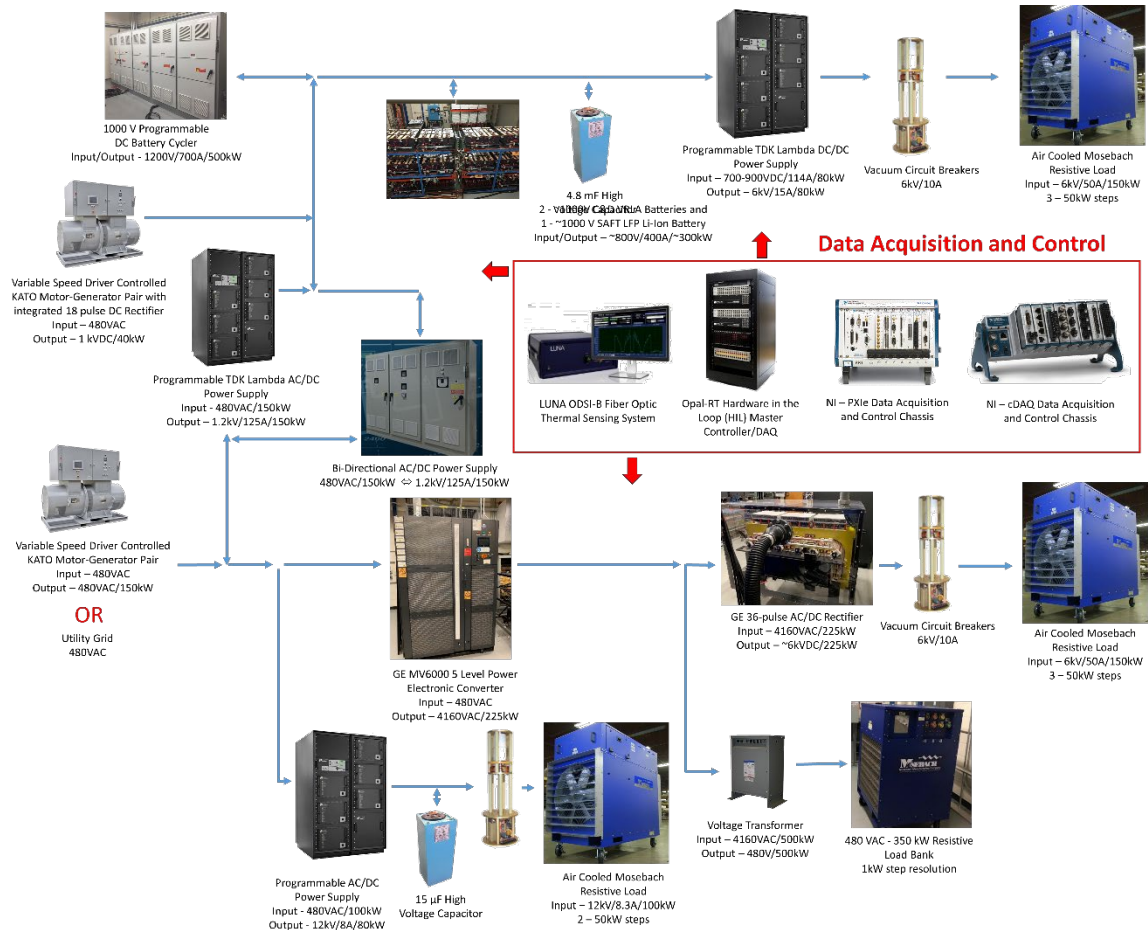 1000 V Programmable
DC Battery Cycler
Input/Output - 1200V/700A/500kW
4.8 mF High
Voltage Capacitor
2 - ~1000V C&D VRLA Batteries and
1 - ~1000 V SAFT LFP Li-Ion Battery
Input/Output – ~800V/400A/~300kW
Programmable TDK Lambda DC/DC
Power Supply
Input – 700-900VDC/114A/80kW
Output – 6kV/15A/80kW
Vacuum Circuit Breakers
6kV/10A
Air Cooled Mosebach
Resistive Load
Input – 6kV/50A/150kW
3 – 50kW steps
Variable Speed Driver Controlled
KATO Motor-Generator Pair with
integrated 18 pulse DC Rectifier
Input – 480VAC
Output – 1 kVDC/40kW
Programmable TDK Lambda AC/DC
Power Supply
Input - 480VAC/150kW
Output – 1.2kV/125A/150kW
Bi-Directional AC/DC Power Supply
480VAC/150kW ⇔ 1.2kV/125A/150kW
Data Acquisition and Control
LUNA
LUNA ODSI-B Fiber Optic
Thermal Sensing System
Opal-RT Hardware in the
Loop (HIL) Master
Controller/DAQ
NI – PXIe Data Acquisition
and Control Chassis
NI – cDAQ Data Acquisition
and Control Chassis
Variable Speed Driver Controlled
KATO Motor-Generator Pair
Input – 480VAC
Output – 480VAC/150kW
OR
Utility Grid
480VAC
GE MV6000 5 Level Power
Electronic Converter
Input – 480VAC
Output – 4160VAC/225kW
GE 36-pulse AC/DC Rectifier
Input – 4160VAC/225kW
Output – ~6kVDC/225kW
Vacuum Circuit Breakers
6kV/10A
Air Cooled Mosebach
Resistive Load
Input – 6kV/50A/150kW
3 – 50kW steps
Programmable AC/DC
Power Supply
Input - 480VAC/100kW
Output – 12kV/8A/80kW
15 µF High
Voltage Capacitor
Air Cooled Mosebach
Resistive Load
Input – 12kV/8.3A/100kW
2 – 50kW steps
Voltage Transformer
Input – 4160VAC/500kW
Output – 480V/500kW
MOSEBACH
480 VAC - 350 kW Resistive
Load Bank
1kW step resolution